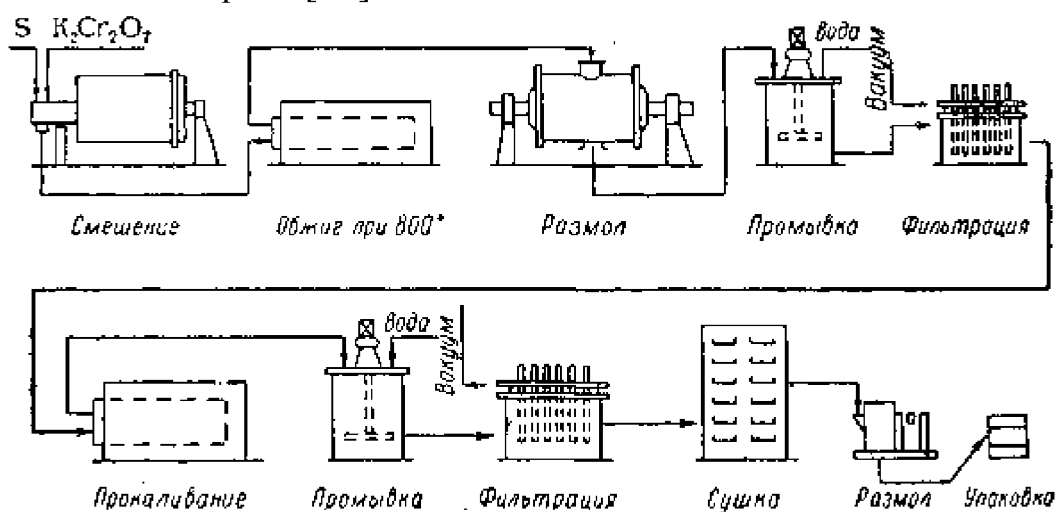 S K₂Cr₂O₇
вода
Вакуум
Смешение
Обжиг при 800°
Размол
Промывка
Фильтрация
вода
Вакуум
Прокаливание
Промывка
Фильтрация
Сушка
Размол
Упаковка